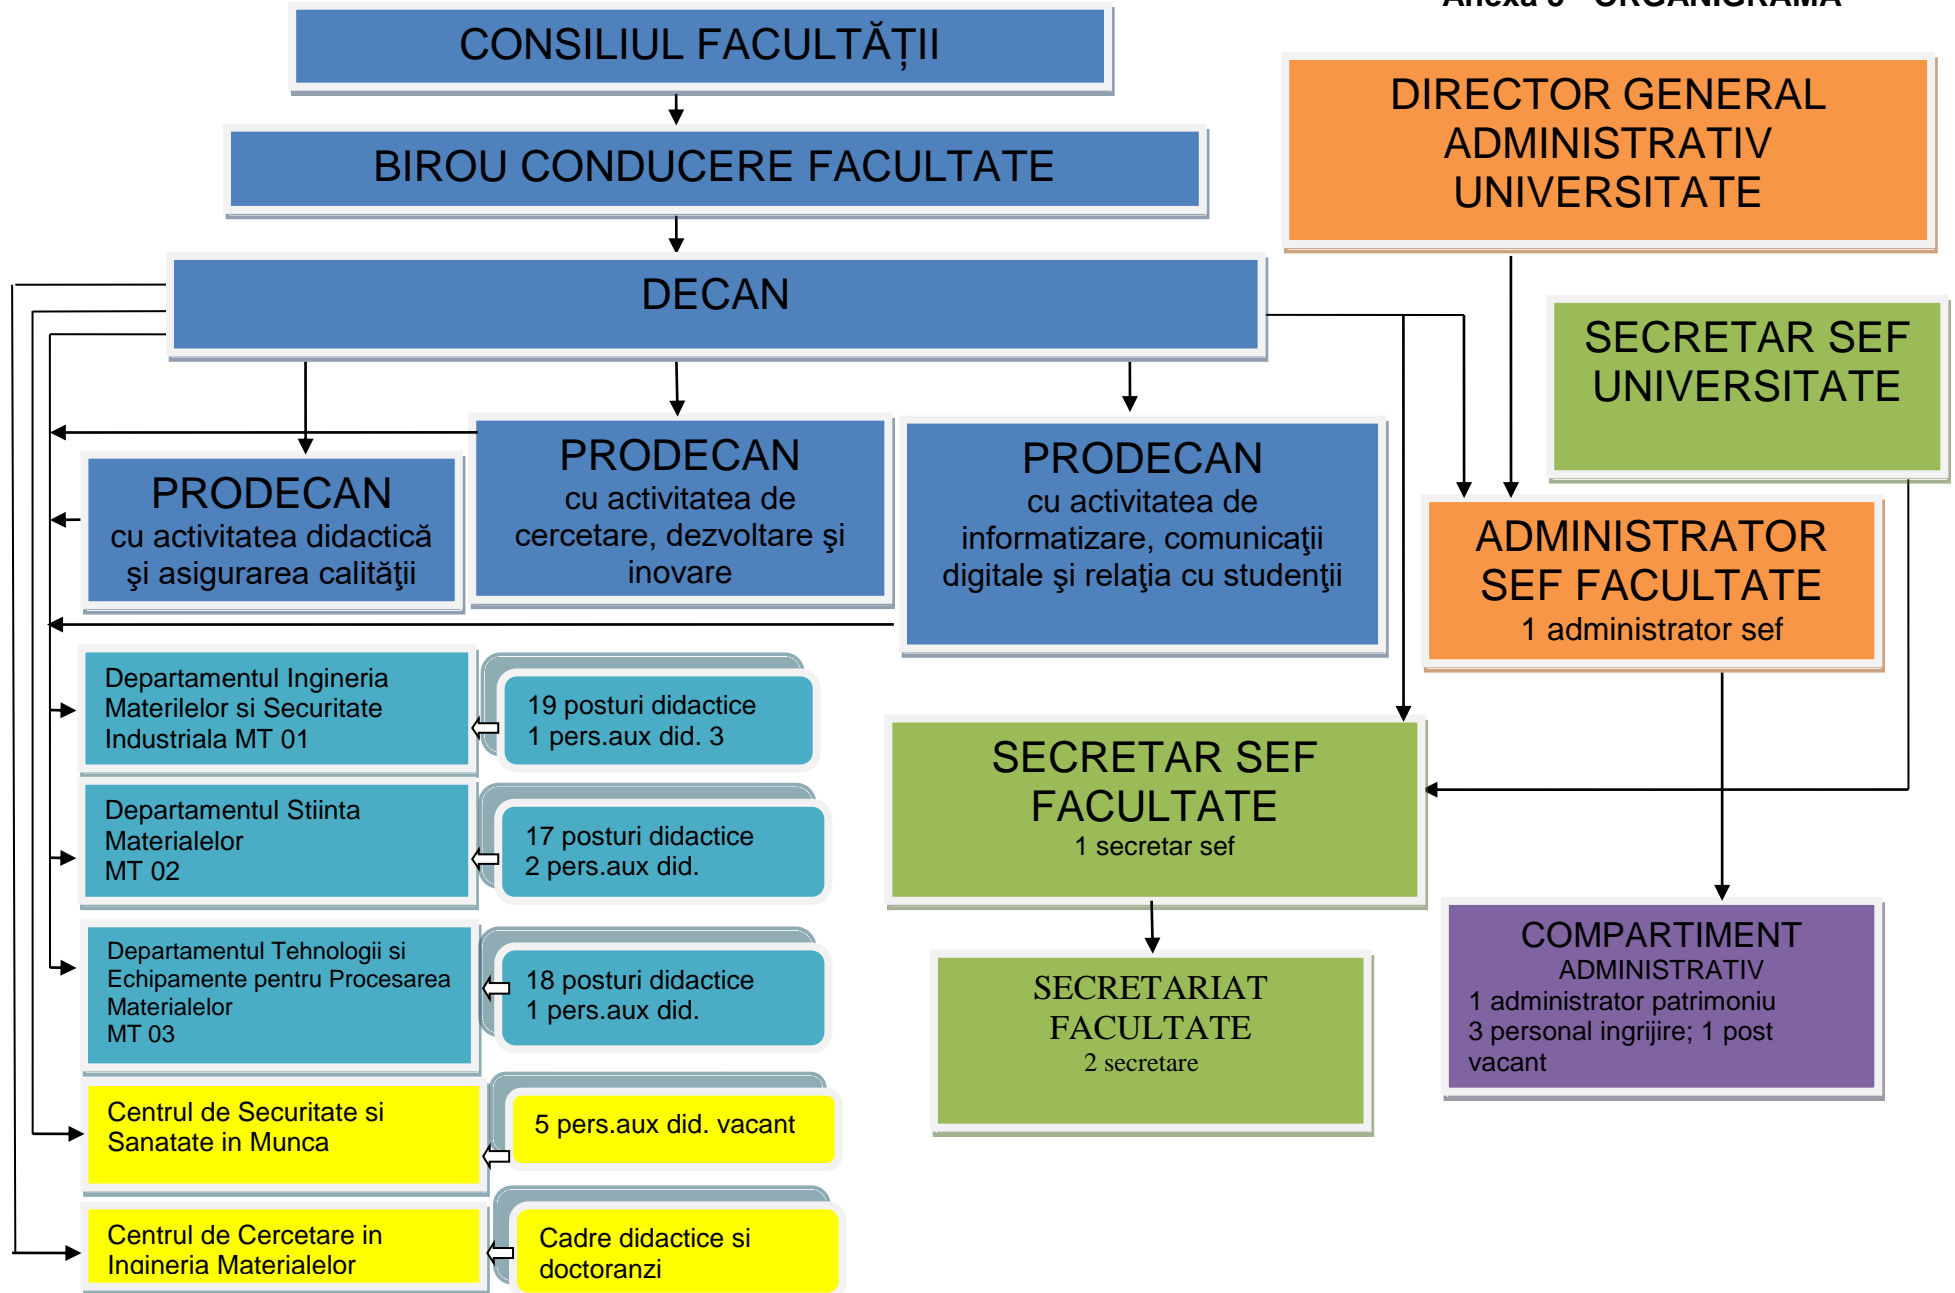 Anexa 3 - ORGANIGRAMA
CONSILIUL FACULTĂȚII
BIROU CONDUCERE FACULTATE
DECAN
DIRECTOR GENERAL
ADMINISTRATIV
UNIVERSITATE
SECRETAR SEF
UNIVERSITATE
PRODECAN
cu activitatea didactică
şi asigurarea calităţii
PRODECAN
cu activitatea de
cercetare, dezvoltare şi
inovare
PRODECAN
cu activitatea de
informatizare, comunicaţii
digitale şi relaţia cu studenţii
ADMINISTRATOR
SEF FACULTATE
1 administrator sef
Departamentul Ingineria
Materilelor si Securitate
Industriala MT 01
19 posturi didactice
1 pers.aux did. 3
Departamentul Stiinta
Materialelor
MT 02
17 posturi didactice
2 pers.aux did.
Departamentul Tehnologii si
Echipamente pentru Procesarea
Materialelor
MT 03
18 posturi didactice
1 pers.aux did.
SECRETAR SEF
FACULTATE
1 secretar sef
SECRETARIAT
FACULTATE
2 secretare
COMPARTIMENT
ADMINISTRATIV
1 administrator patrimoniu
3 personal ingrijire; 1 post
vacant
Centrul de Securitate si
Sanatate in Munca
5 pers.aux did. vacant
Centrul de Cercetare in
Ingineria Materialelor
Cadre didactice si
doctoranzi